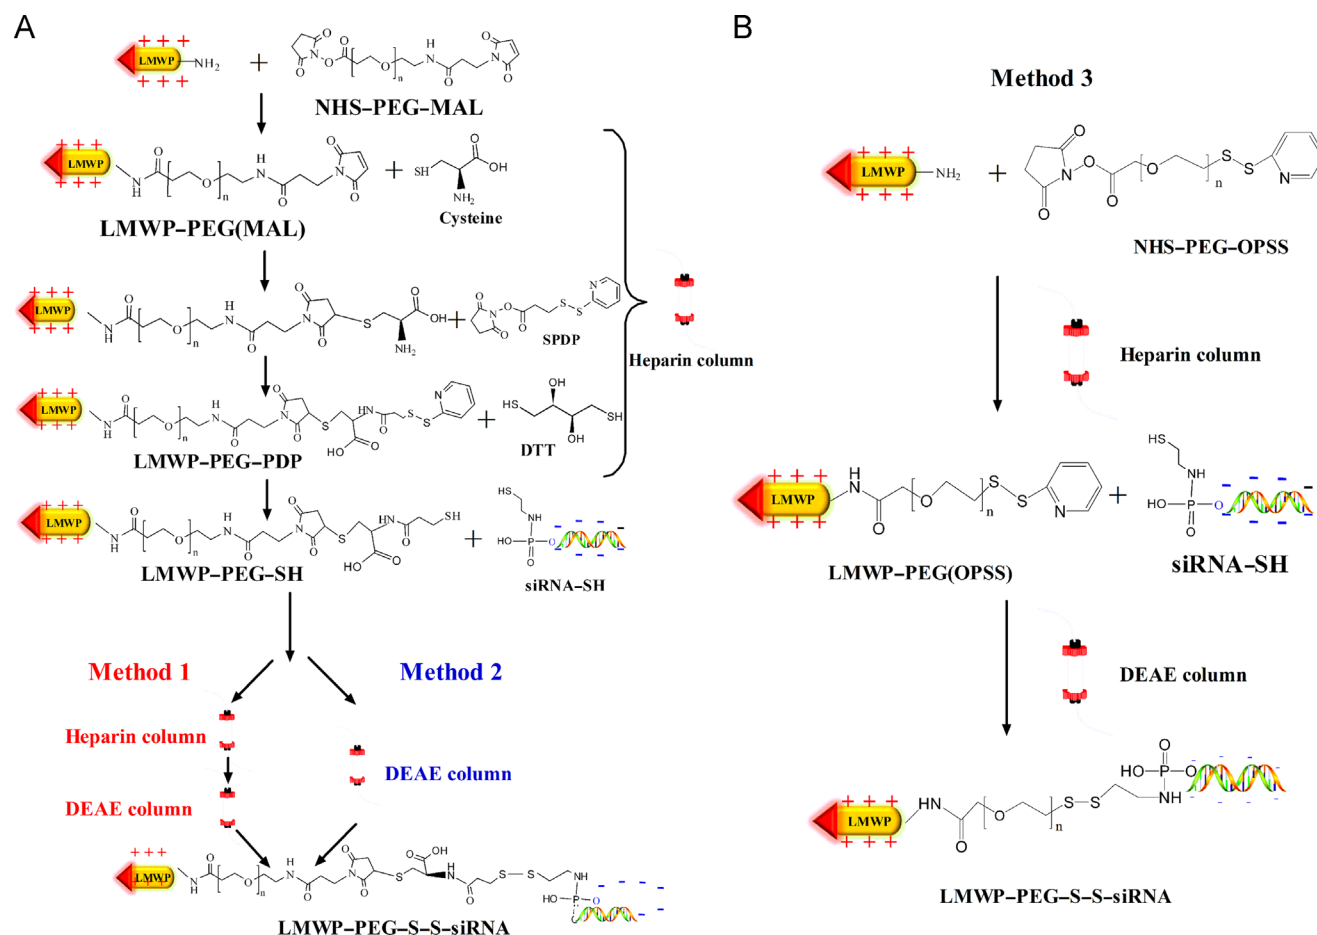 A
LMWP
NH2
+
NHS–PEG–MAL
LMWP
+
LMWP–PEG(MAL)
Cysteine
LMWP
+
SPDP
Heparin column
LMWP
+
LMWP–PEG–PDP
DTT
LMWP
+
LMWP–PEG–SH
siRNA–SH
Method 1
Method 2
Heparin column
DEAE column
DEAE column
LMWP
LMWP–PEG–S–S–siRNA
B
Method 3
LMWP
NH2
+
NHS–PEG–OPSS
Heparin column
LMWP
+
LMWP–PEG(OPSS)
siRNA–SH
DEAE column
LMWP
LMWP–PEG–S–S–siRNA